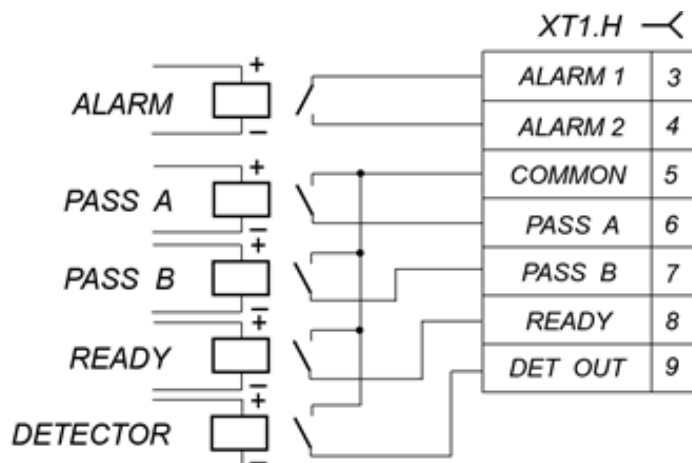 XT1.H
ALARM + − ALARM 1 3
ALARM 2 4
PASS A + − COMMON 5
PASS A 6
PASS B + − PASS B 7
READY + − READY 8
DETECTOR + − DET OUT 9